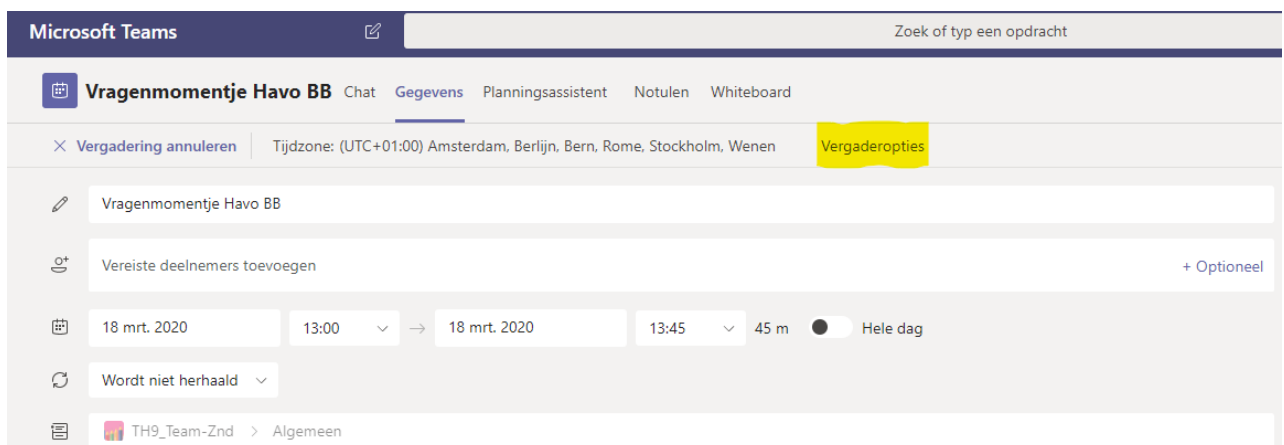 Microsoft Teams Zoek of typ een opdracht
Vragenmomentje Havo BB Chat Gegevens Planningsassistent Notulen Whiteboard
Vergadering annuleren Tijdzone: (UTC+01:00) Amsterdam, Berlijn, Bern, Rome, Stockholm, Wenen Vergaderopties
Vragenmomentje Havo BB
Vereiste deelnemers toevoegen + Optioneel
18 mrt. 2020 13:00 → 18 mrt. 2020 13:45 45 m Hele dag
Wordt niet herhaald
TH9_Team-Znd > Algemeen